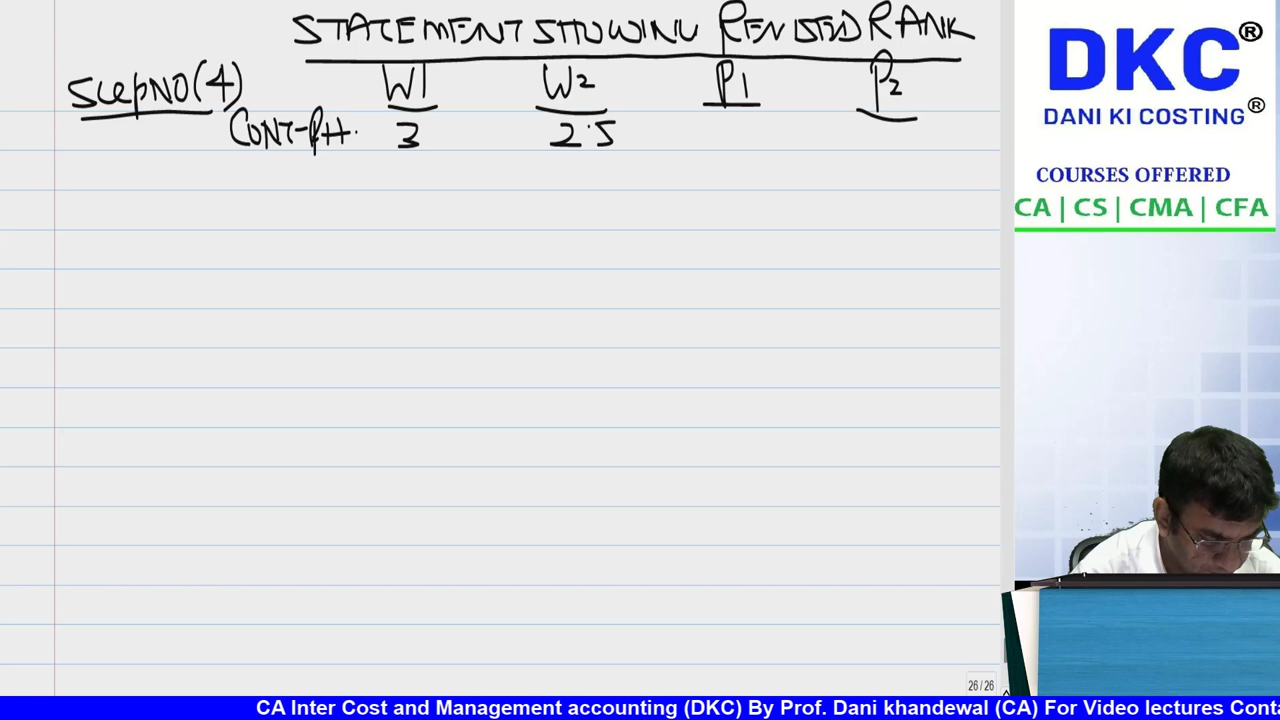 STATEMENT SHOWING REVISED RANK
Step NO (4) W1 W2 P1 P2
CONT-PH. 3 2.5
DKC®
DANI KI COSTING®
COURSES OFFERED
CA | CS | CMA | CFA
26 / 26
CA Inter Cost and Management accounting (DKC) By Prof. Dani khandewal (CA) For Video lectures Conta